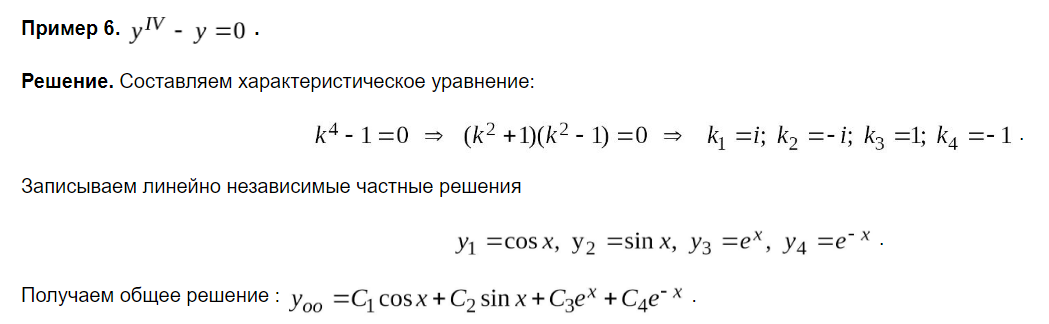 Пример 6. y^{IV} - y =0 .
Решение. Составляем характеристическое уравнение:
k^4 - 1 =0 ⇒ (k^2 +1)(k^2 - 1) =0 ⇒ k_1 =i; k_2 =- i; k_3 =1; k_4 =- 1 .
Записываем линейно независимые частные решения
y_1 =cos x, y_2 =sin x, y_3 =e^x, y_4 =e^{- x} .
Получаем общее решение : y_{oo} =C_1 cos x + C_2 sin x + C_3e^x + C_4e^{- x} .